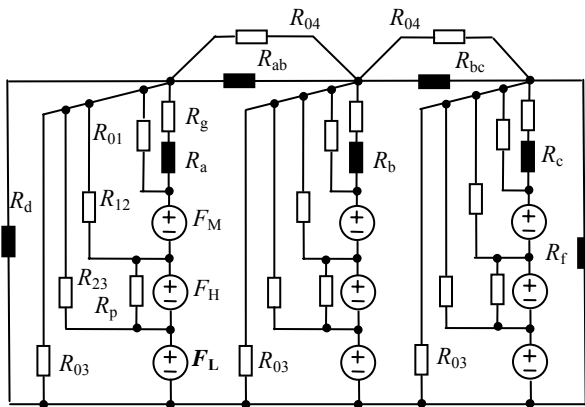 R04 R04
Rab Rbc
Rg
R01
Ra Rb Rc
Rd R12
FM
Rf
R23 FH
Rp
R03 FL R03 R03